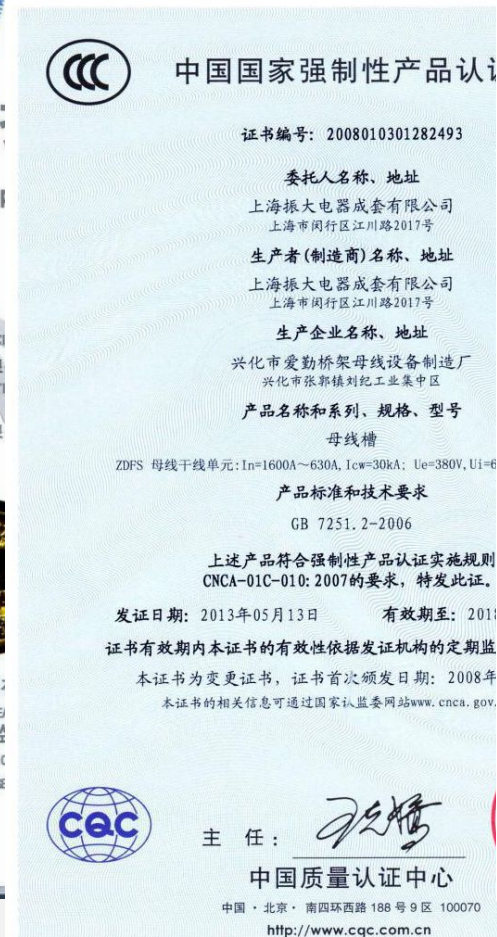 中国国家强制性产品认
证书编号: 2008010301282493
委托人名称、地址
上海振大电器成套有限公司
上海市闵行区江川路2017号
生产者(制造商)名称、地址
上海振大电器成套有限公司
上海市闵行区江川路2017号
生产企业名称、地址
兴化市爱勤桥架母线设备制造厂
兴化市张郭镇刘纪工业集中区
产品名称和系列、规格、型号
母线槽
ZDFS 母线干线单元:In=1600A～630A,Icw=30kA; Ue=380V,Ui=6
产品标准和技术要求
GB 7251.2-2006
上述产品符合强制性产品认证实施规则
CNCA-01C-010:2007的要求，特发此证。
发证日期: 2013年05月13日 有效期至: 2018
证书有效期内本证书的有效性依据发证机构的定期监
本证书为变更证书，证书首次颁发日期: 2008年
本证书的相关信息可通过国家认监委网站www.cnca.gov.
CQC
主 任:
中国质量认证中心
中国·北京·南四环西路188号9区 100070
http://www.cqc.com.cn